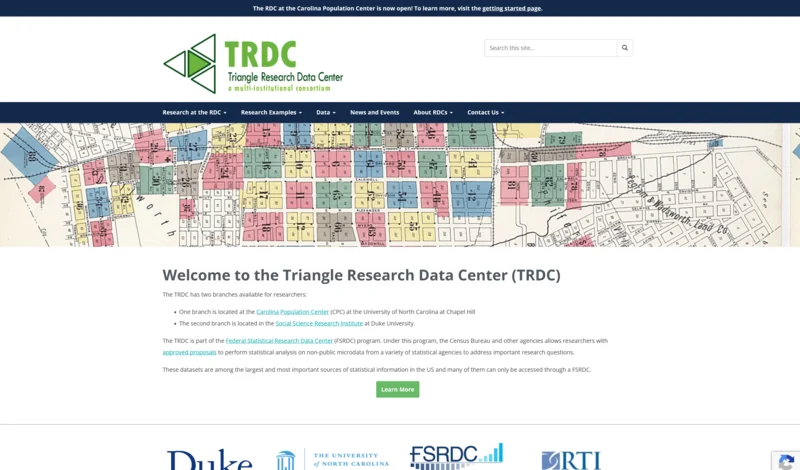 The RDC at the Carolina Population Center is now open! To learn more, visit the getting started page.
TRDC
Triangle Research Data Center
a multi-institutional consortium
Search this site...
Research at the RDC
Research Examples
Data
News and Events
About RDCs
Contact Us
Welcome to the Triangle Research Data Center (TRDC)
The TRDC has two branches available for researchers:
One branch is located at the Carolina Population Center (CPC) at the University of North Carolina at Chapel Hill
The second branch is located in the Social Science Research Institute at Duke University.
The TRDC is part of the Federal Statistical Research Data Center (FSRDC) program. Under this program, the Census Bureau and other agencies allows researchers with
approved proposals to perform statistical analysis on non-public microdata from a variety of statistical agencies to address important research questions.
These datasets are among the largest and most important sources of statistical information in the US and many of them can only be accessed through a FSRDC.
Learn More
Duke
THE UNIVERSITY
of NORTH CAROLINA
FSRDC
RTI